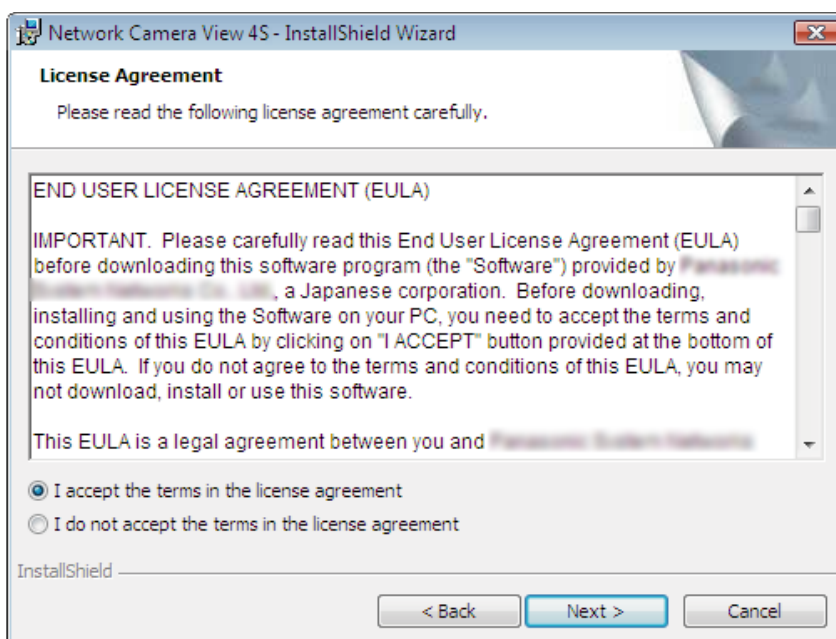 Network Camera View 4S - InstallShield Wizard
License Agreement
Please read the following license agreement carefully.
END USER LICENSE AGREEMENT (EULA)
IMPORTANT.  Please carefully read this End User License Agreement (EULA)
before downloading this software program (the "Software") provided by
, a Japanese corporation.  Before downloading,
installing and using the Software on your PC, you need to accept the terms and
conditions of this EULA by clicking on "I ACCEPT" button provided at the bottom of
this EULA.  If you do not agree to the terms and conditions of this EULA, you may
not download, install or use this software.
This EULA is a legal agreement between you and
I accept the terms in the license agreement
I do not accept the terms in the license agreement
InstallShield
< Back
Next >
Cancel